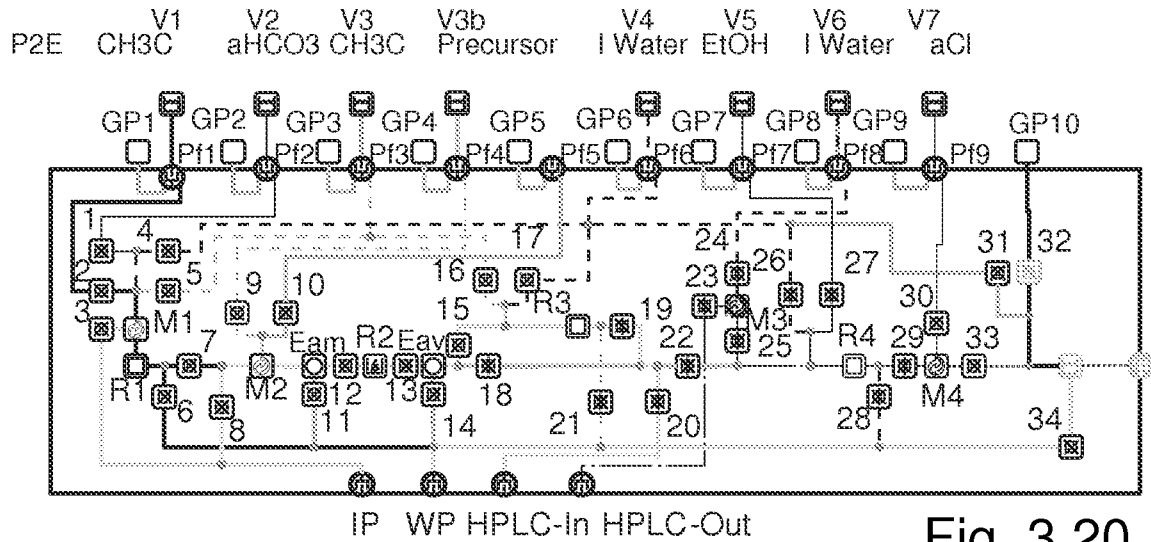 V1 V2 V3 V3b V4 V5 V6 V7
P2E CH3C aHCO3 CH3C Precursor I Water EtOH I Water aCl
GP1 GP2 GP3 GP4 GP5 GP6 GP7 GP8 GP9 GP10
Pf1 Pf2 Pf3 Pf4 Pf5 Pf6 Pf7 Pf8 Pf9
1 4 17 24 31 32
2 5 9 10 16 R3 23 26 27
3 M1 15 19 M3 30
7 Eam R2 Eav 22 25 R4 29 33
R1 M2 12 13 18 M4
6 8 11 14 21 20 28 34
IP WP HPLC-In HPLC-Out
Fig. 3.20